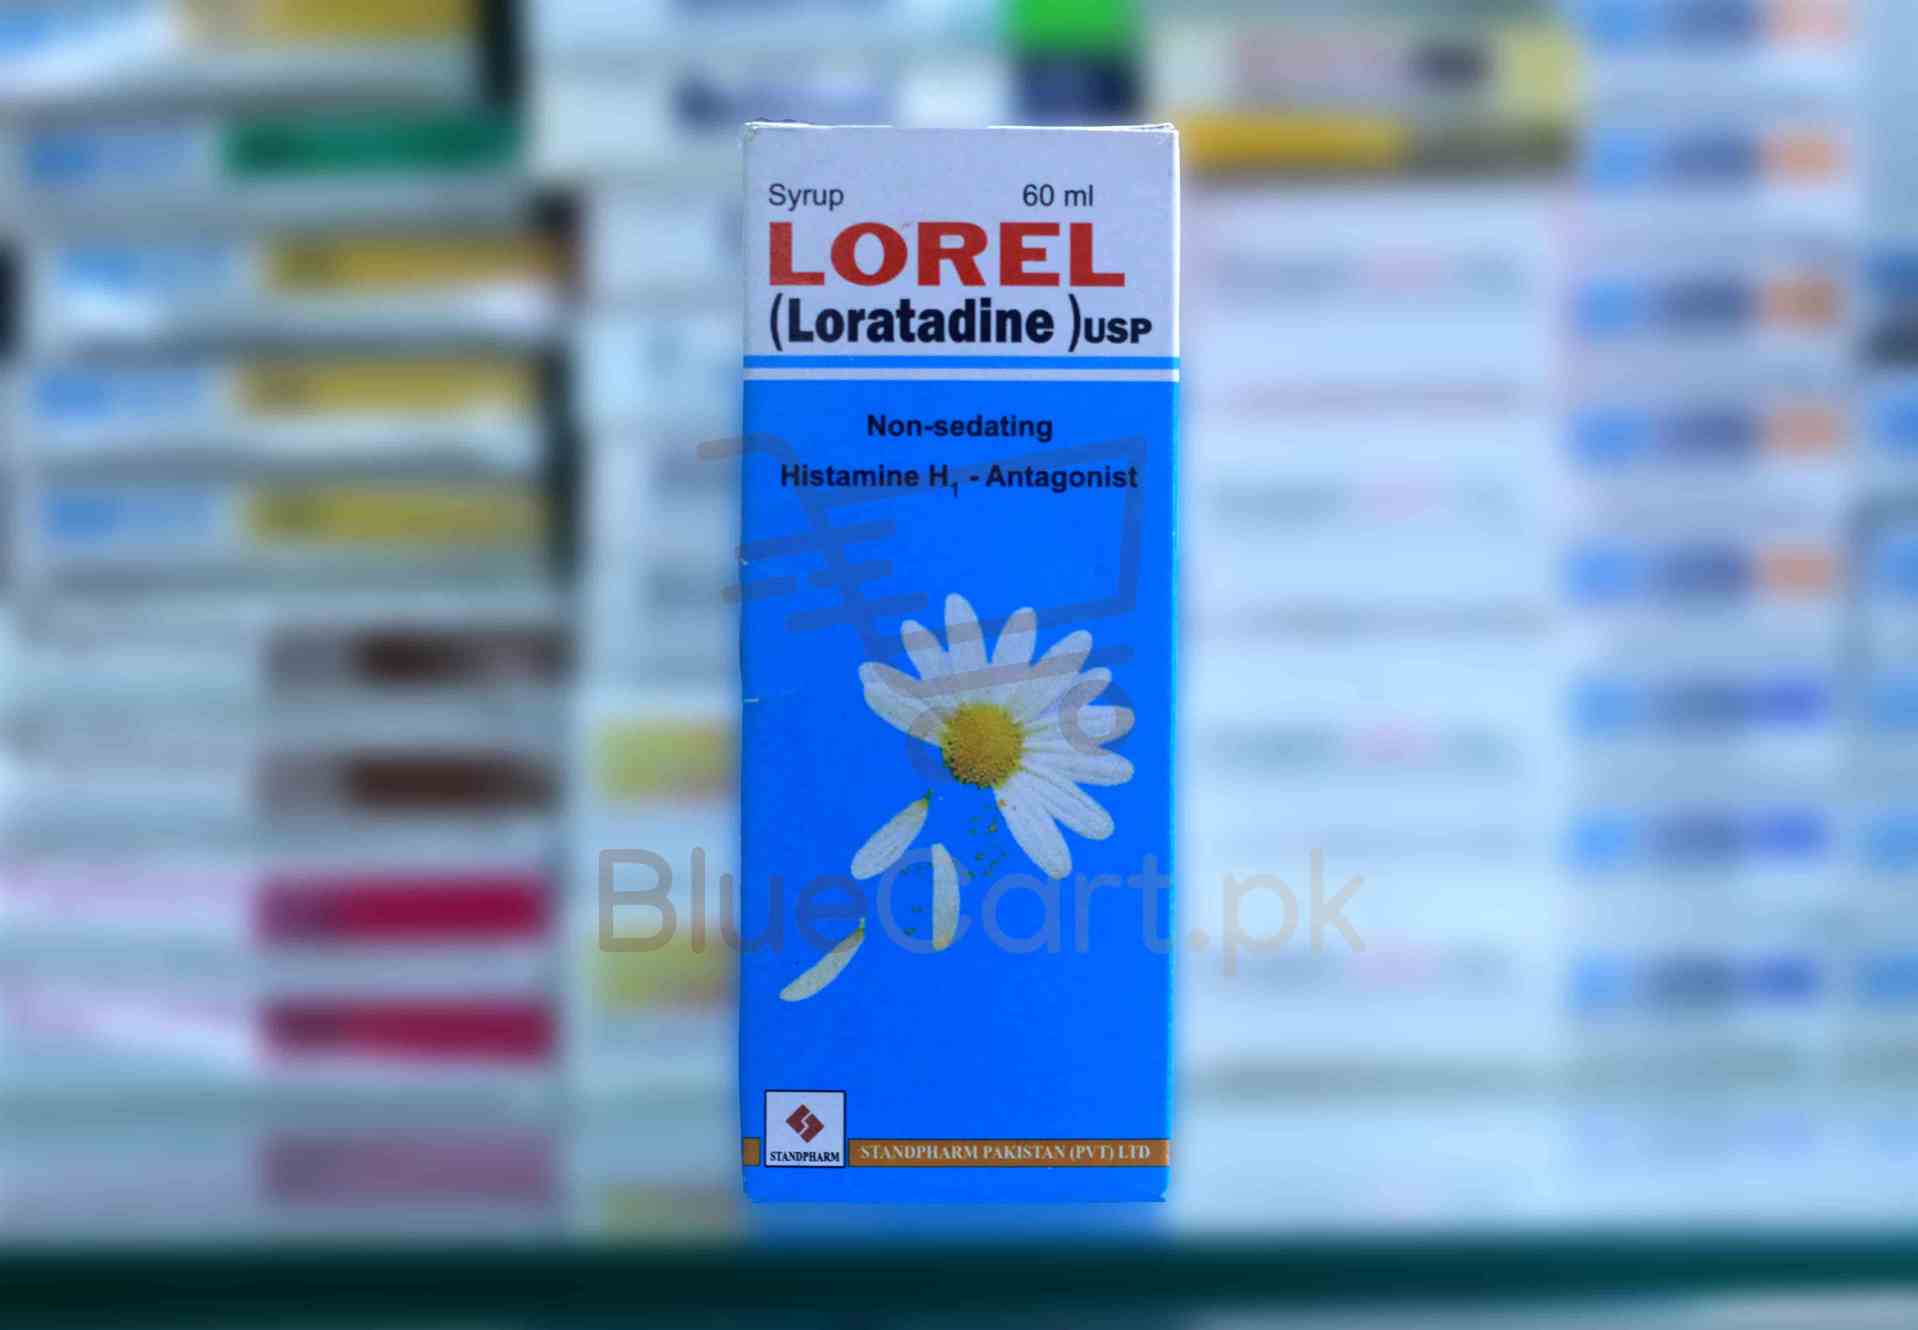 Syrup 60 ml
LOREL
(Loratadine )USP
Non-sedating
Histamine H₁ - Antagonist
BlueCart.pk
STANDPHARM
STANDPHARM PAKISTAN (PVT) LTD